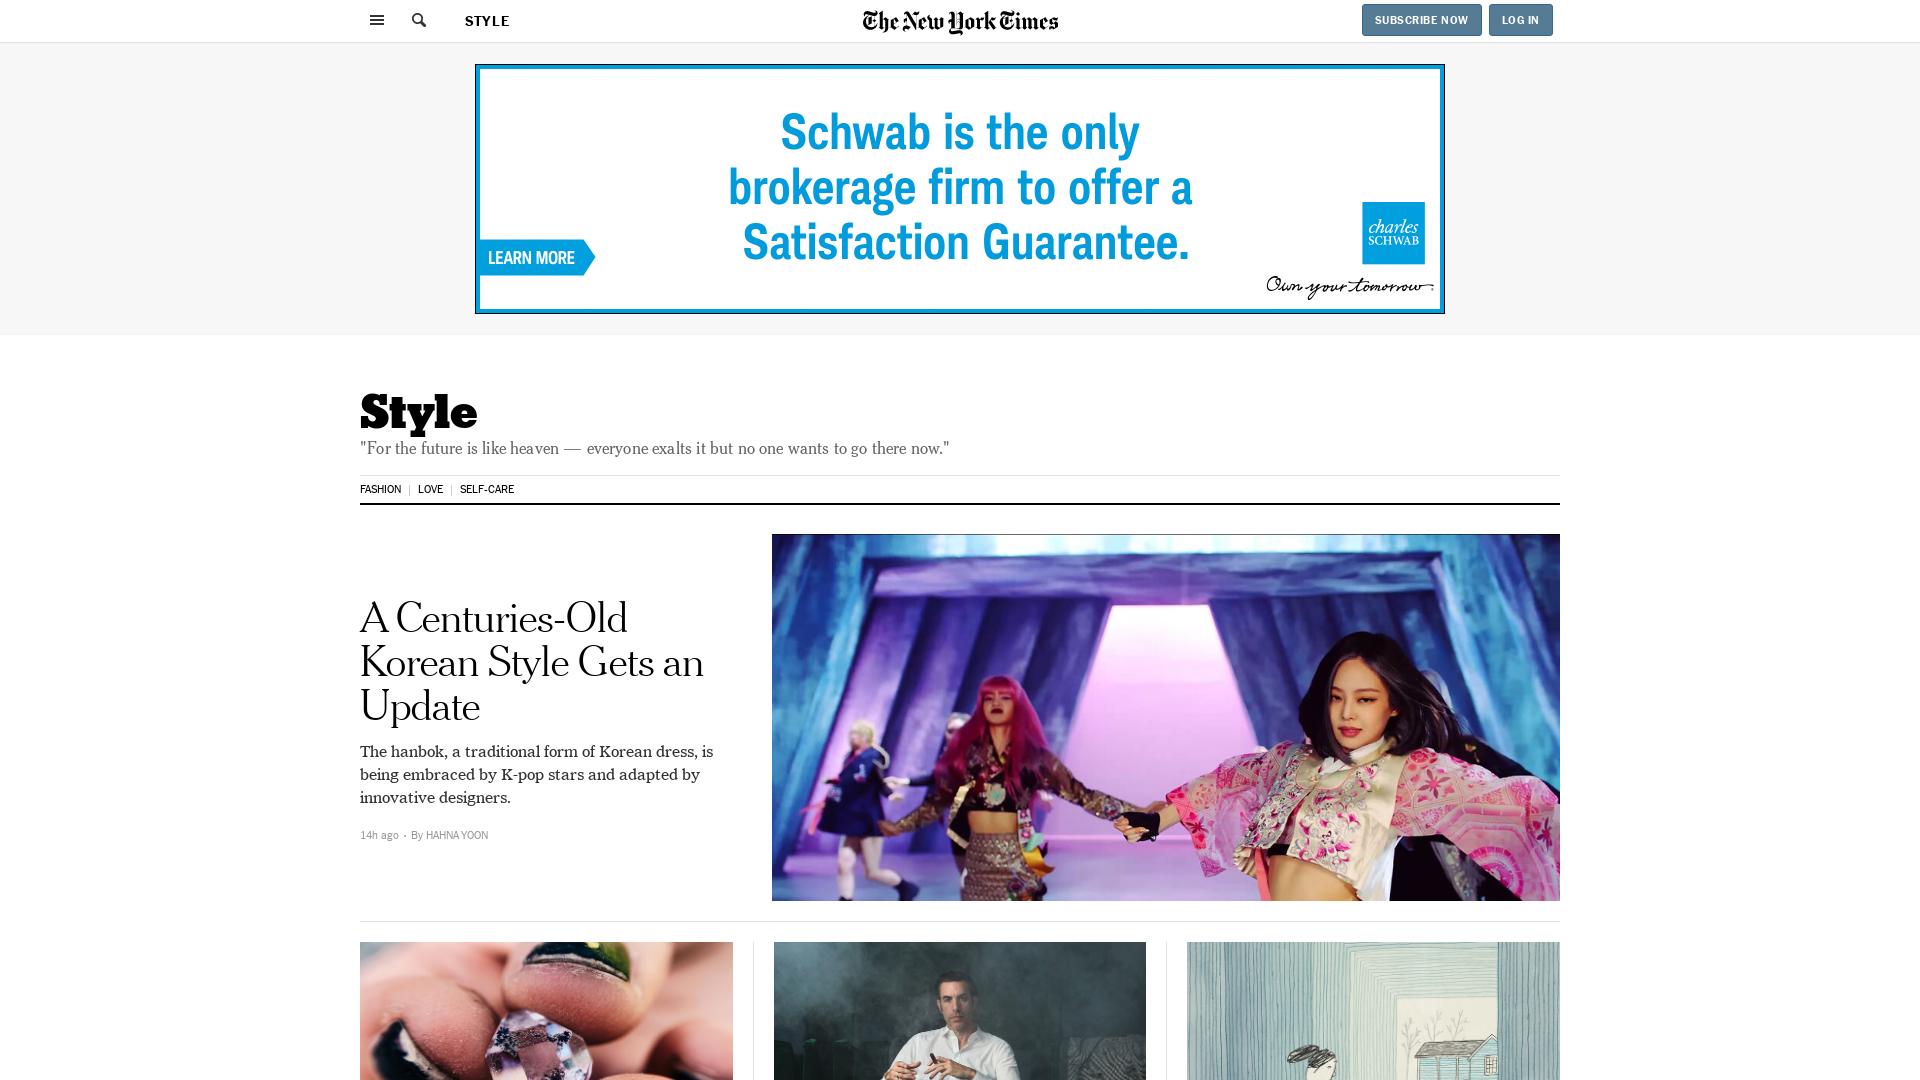 STYLE
The New York Times
SUBSCRIBE NOW
LOG IN
Schwab is the only
brokerage firm to offer a
Satisfaction Guarantee.
LEARN MORE
charles
SCHWAB
Own your tomorrow.
Style
"For the future is like heaven — everyone exalts it but no one wants to go there now."
FASHION
LOVE
SELF-CARE
A Centuries-Old
Korean Style Gets an
Update
The hanbok, a traditional form of Korean dress, is
being embraced by K-pop stars and adapted by
innovative designers.
14h ago · By HAHNA YOON